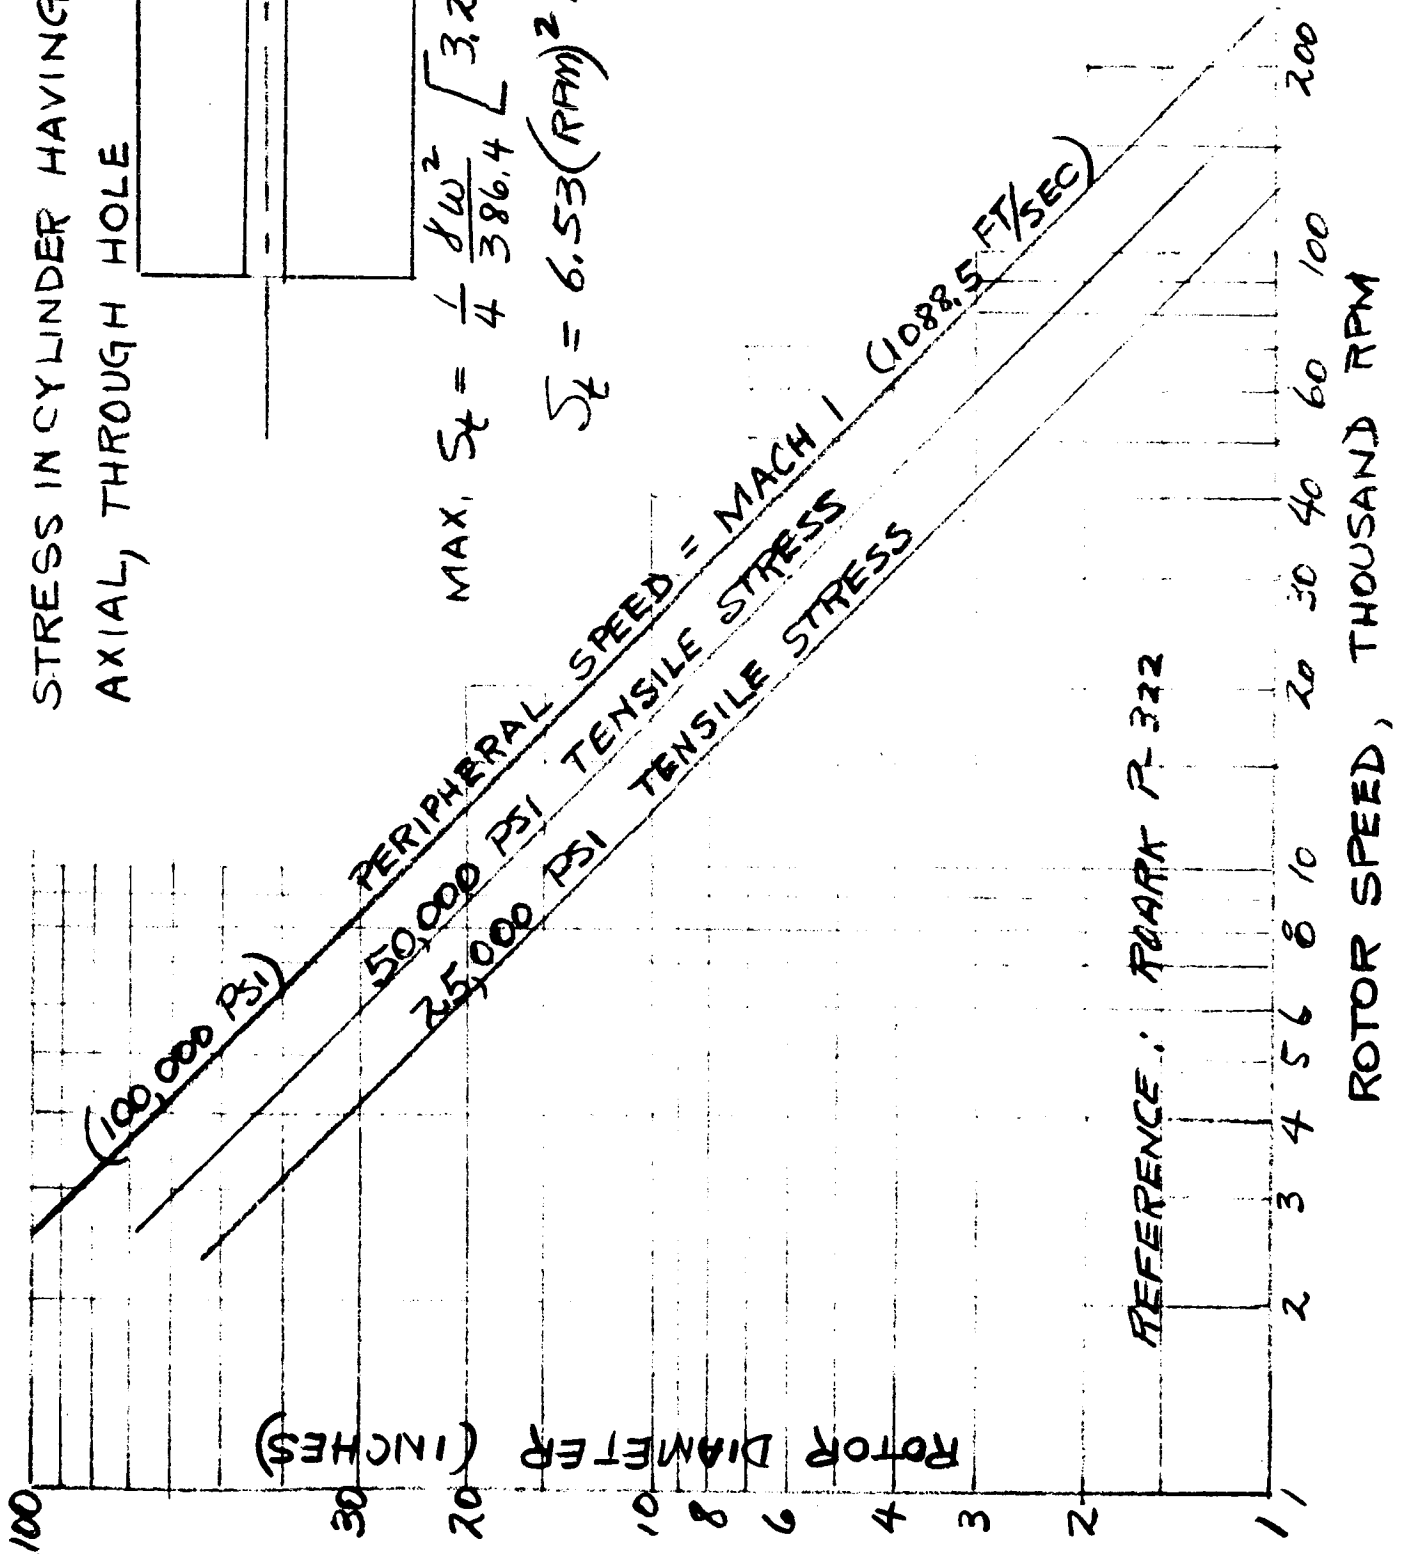 STRESS IN CYLINDER HAVING
AXIAL, THROUGH HOLE
MAX. St = 1/4 γω²/386.4 [3.2
St = 6.53(RPM)²
(100,000 PSI)
PERIPHERAL SPEED = MACH 1 (1088.5 FT/SEC)
50,000 PSI TENSILE STRESS
25,000 PSI TENSILE STRESS
REFERENCE: ROARK P-322
ROTOR DIAMETER (INCHES)
100
30
20
10
8
6
4
3
2
1
1 2 3 4 5 6 8 10 20 30 40 60 100 200
ROTOR SPEED, THOUSAND RPM